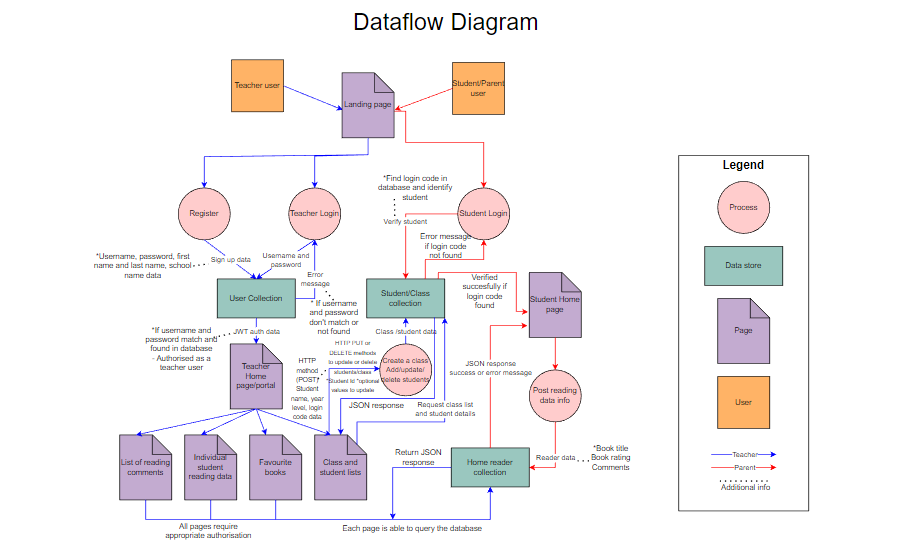 Dataflow Diagram
Teacher user
Landing page
Student/Parent
user
Legend
Process
Data store
Page
User
Teacher
Parent
Additional info
Register
Teacher Login
*Find login code in
database and identify
student
Student Login
Verify student
Error message
if login code
not found
*Username, password, first
name and last name, school
name data
Sign up data
Username and
password
Error
message
User Collection
* If username
and password
don't match or
not found
Student/Class
collection
Verified
succesfully if
login code
found
Student Home
page
*If username and
password match and
found in database
- Authorised as a
teacher user
JWT auth data
Class /student data
HTTP PUT or
DELETE methods
to update or delete
students/class
*Student Id *optional
values to update
Teacher
Home
page/portal
HTTP
method
(POST)*
Student
name, year
level, login
code data
Create a class
Add/update/
delete students
JSON response
success or error message
Post reading
data info
JSON response
Request class list
and student details
List of reading
comments
Individual
student
reading data
Favourite
books
Class and
student lists
Return JSON
response
Home reader
collection
Reader data
*Book title
Book rating
Comments
All pages require
appropriate authorisation
Each page is able to query the database